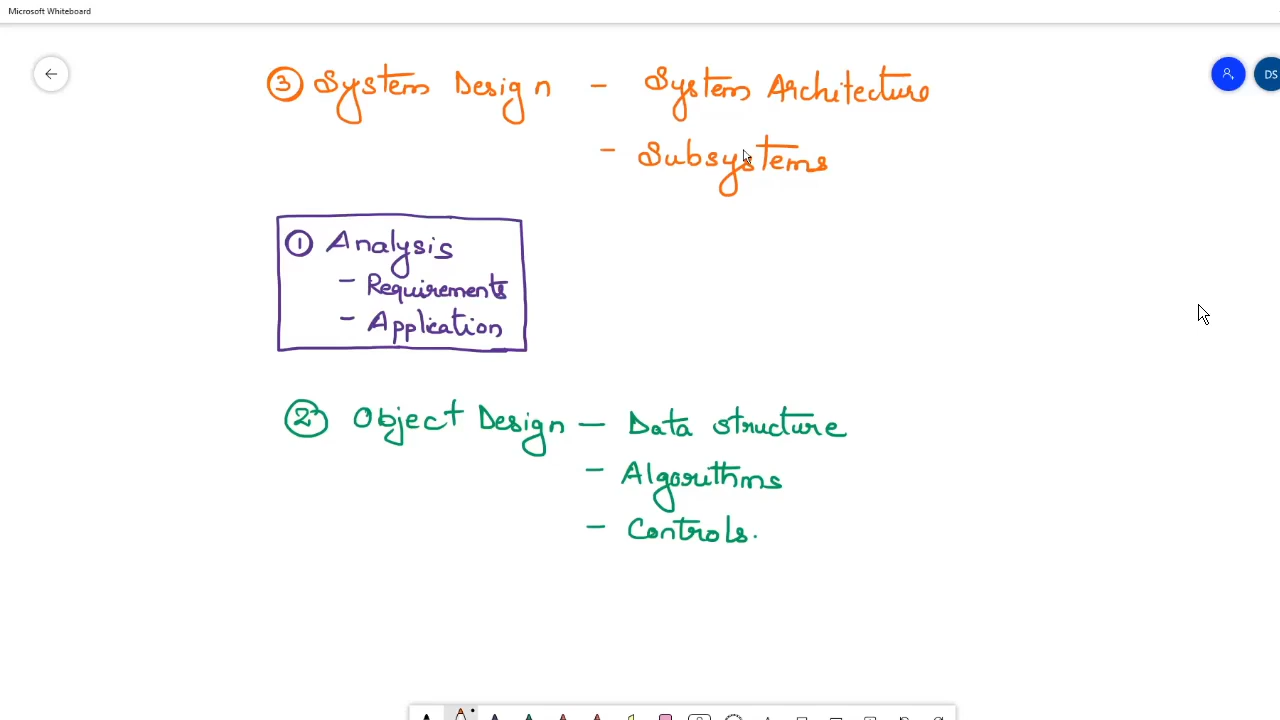 Microsoft Whiteboard
DS
③ System Design - System Architecture
- Subsystems
① Analysis
- Requirements
- Application
② Object Design - Data structure
- Algorithms
- Controls.